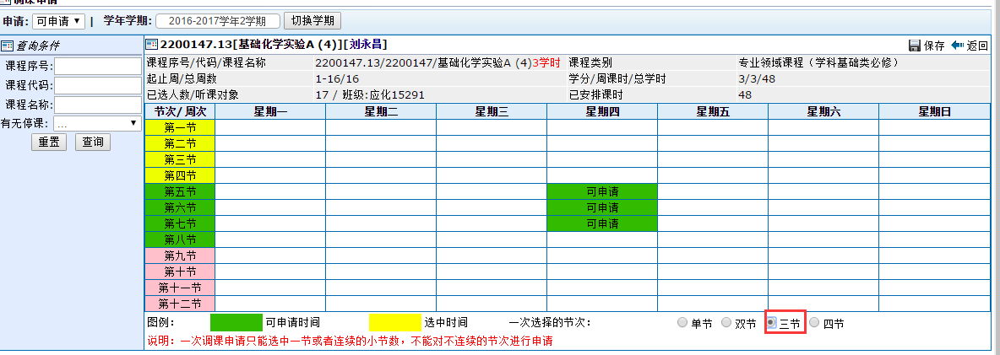 调课申请
申请: 可申请 | 学年学期: 2016-2017学年2学期 切换学期
查询条件
课程序号:
课程代码:
课程名称:
有无停课: ...
重置 查询
2200147.13[基础化学实验A (4)][刘永昌] 保存 返回
课程序号/代码/课程名称 2200147.13/2200147/基础化学实验A (4)3学时 课程类别 专业领域课程（学科基础类必修）
起止周/总周数 1-16/16 学分/周课时/总学时 3/3/48
已选人数/听课对象 17 / 班级:应化15291 已安排课时 48
节次/周次 星期一 星期二 星期三 星期四 星期五 星期六 星期日
第一节
第二节
第三节
第四节
第五节 可申请
第六节 可申请
第七节 可申请
第八节
第九节
第十节
第十一节
第十二节
图例： 可申请时间 选中时间 一次选择的节次： 单节 双节 三节 四节
说明：一次调课申请只能选中一节或者连续的小节数，不能对不连续的节次进行申请